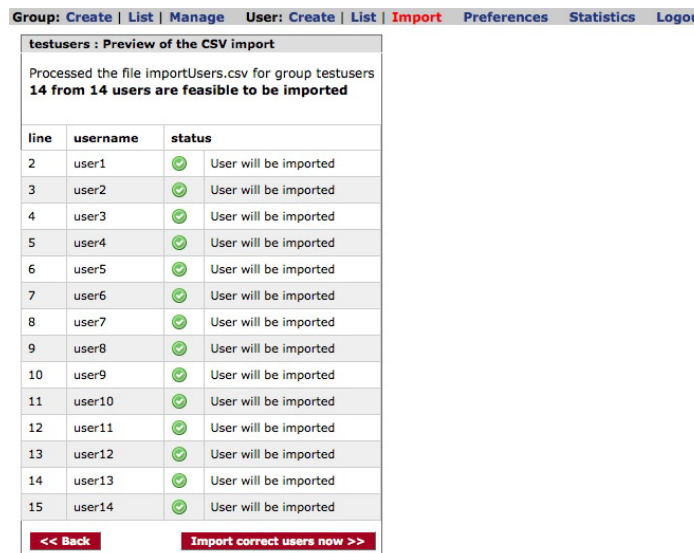 Group: Create | List | Manage User: Create | List | Import Preferences Statistics
testusers : Preview of the CSV import
Processed the file importUsers.csv for group testusers
14 from 14 users are feasible to be imported
line username status
2 user1 User will be imported
3 user2 User will be imported
4 user3 User will be imported
5 user4 User will be imported
6 user5 User will be imported
7 user6 User will be imported
8 user7 User will be imported
9 user8 User will be imported
10 user9 User will be imported
11 user10 User will be imported
12 user11 User will be imported
13 user12 User will be imported
14 user13 User will be imported
15 user14 User will be imported
<< Back Import correct users now >>